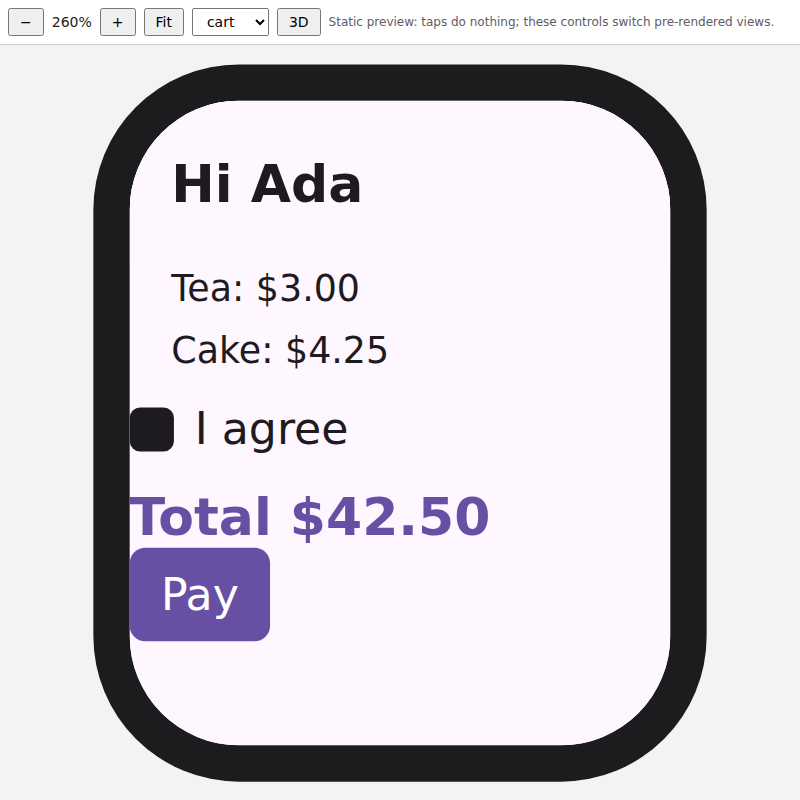 − 260% + Fit cart 3D Static preview: taps do nothing; these controls switch pre-rendered views.
Hi Ada
Tea: $3.00
Cake: $4.25
I agree
Total $42.50
Pay